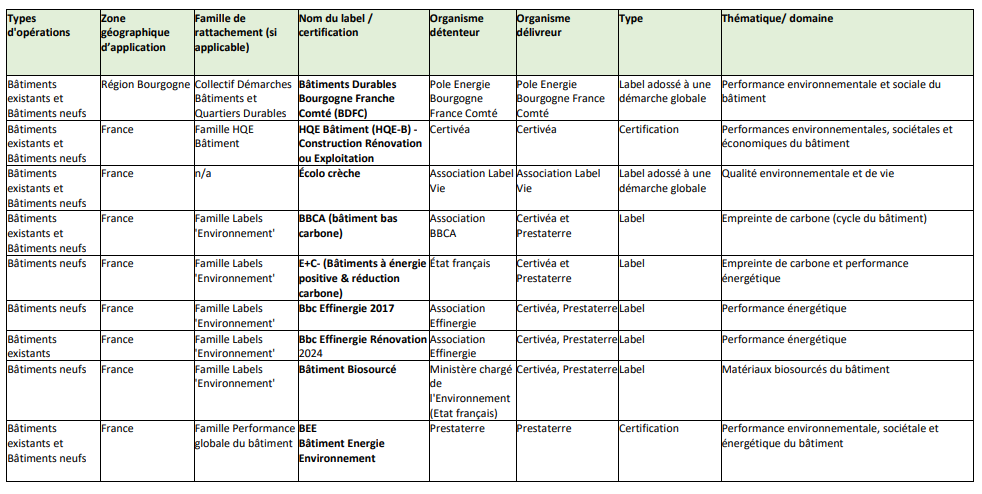 Types d'opérations
Zone géographique d'application
Famille de rattachement (si applicable)
Nom du label / certification
Organisme détenteur
Organisme délivreur
Type
Thématique/ domaine
Bâtiments existants et Bâtiments neufs
Région Bourgogne
Collectif Démarches Bâtiments et Quartiers Durables
Bâtiments Durables Bourgogne Franche Comté (BDFC)
Pole Energie Bourgogne France Comté
Pole Energie Bourgogne France Comté
Label adossé à une démarche globale
Performance environnementale et sociale du bâtiment
Bâtiments existants et Bâtiments neufs
France
Famille HQE Bâtiment
HQE Bâtiment (HQE-B) - Construction Rénovation ou Exploitation
Certivéa
Certivéa
Certification
Performances environnementales, sociétales et économiques du bâtiment
Bâtiments existants et Bâtiments neufs
France
n/a
Écolo crèche
Association Label Vie
Association Label Vie
Label adossé à une démarche globale
Qualité environnementale et de vie
Bâtiments existants et Bâtiments neufs
France
Famille Labels 'Environnement'
BBCA (bâtiment bas carbone)
Association BBCA
Certivéa et Prestaterre
Label
Empreinte de carbone (cycle du bâtiment)
Bâtiments neufs
France
Famille Labels 'Environnement'
E+C- (Bâtiments à énergie positive & réduction carbone)
État français
Certivéa et Prestaterre
Label
Empreinte de carbone et performance énergétique
Bâtiments neufs
France
Famille Labels 'Environnement'
Bbc Effinergie 2017
Association Effinergie
Certivéa, Prestaterre
Label
Performance énergétique
Bâtiments existants
France
Famille Labels 'Environnement'
Bbc Effinergie Rénovation 2024
Association Effinergie
Certivéa, Prestaterre
Label
Performance énergétique
Bâtiments neufs
France
Famille Labels 'Environnement'
Bâtiment Biosourcé
Ministère chargé de l'Environnement (Etat français)
Certivéa, Prestaterre
Label
Matériaux biosourcés du bâtiment
Bâtiments existants et Bâtiments neufs
France
Famille Performance globale du bâtiment
BEE Bâtiment Energie Environnement
Prestaterre
Prestaterre
Certification
Performance environnementale, sociétale et énergétique du bâtiment